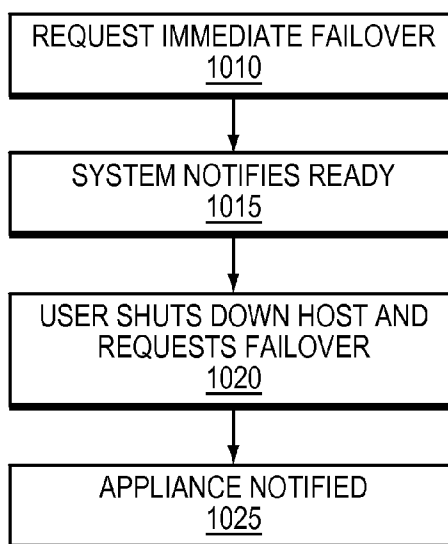 REQUEST IMMEDIATE FAILOVER
1010
SYSTEM NOTIFIES READY
1015
USER SHUTS DOWN HOST AND
REQUESTS FAILOVER
1020
APPLIANCE NOTIFIED
1025